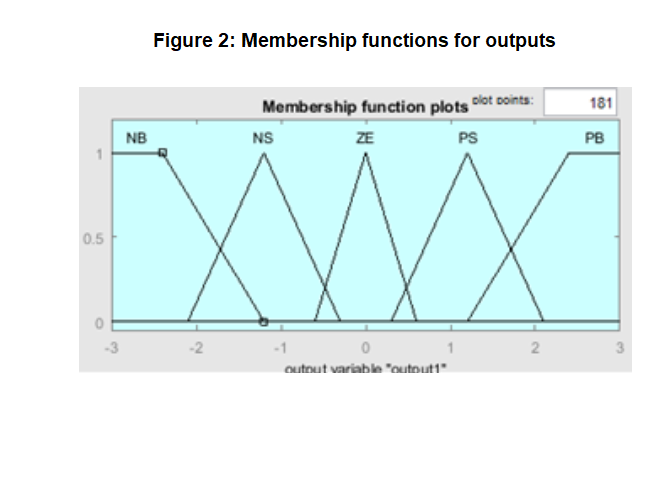 Figure 2: Membership functions for outputs
Membership function plots plot points: 181
NB NS ZE PS PB
1
0.5
0
-3 -2 -1 0 1 2 3
output variable "output1"